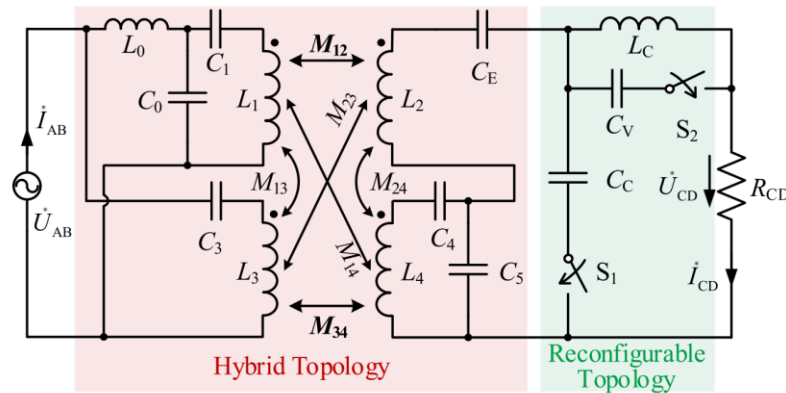 L0
C1
M12
CE
LC
C0
L1
M23
L2
CV
S2
İAB
M13
M24
CC
U̇CD
RCD
U̇AB
C3
M14
C4
L3
L4
C5
S1
İCD
M34
Hybrid Topology
Reconfigurable
Topology